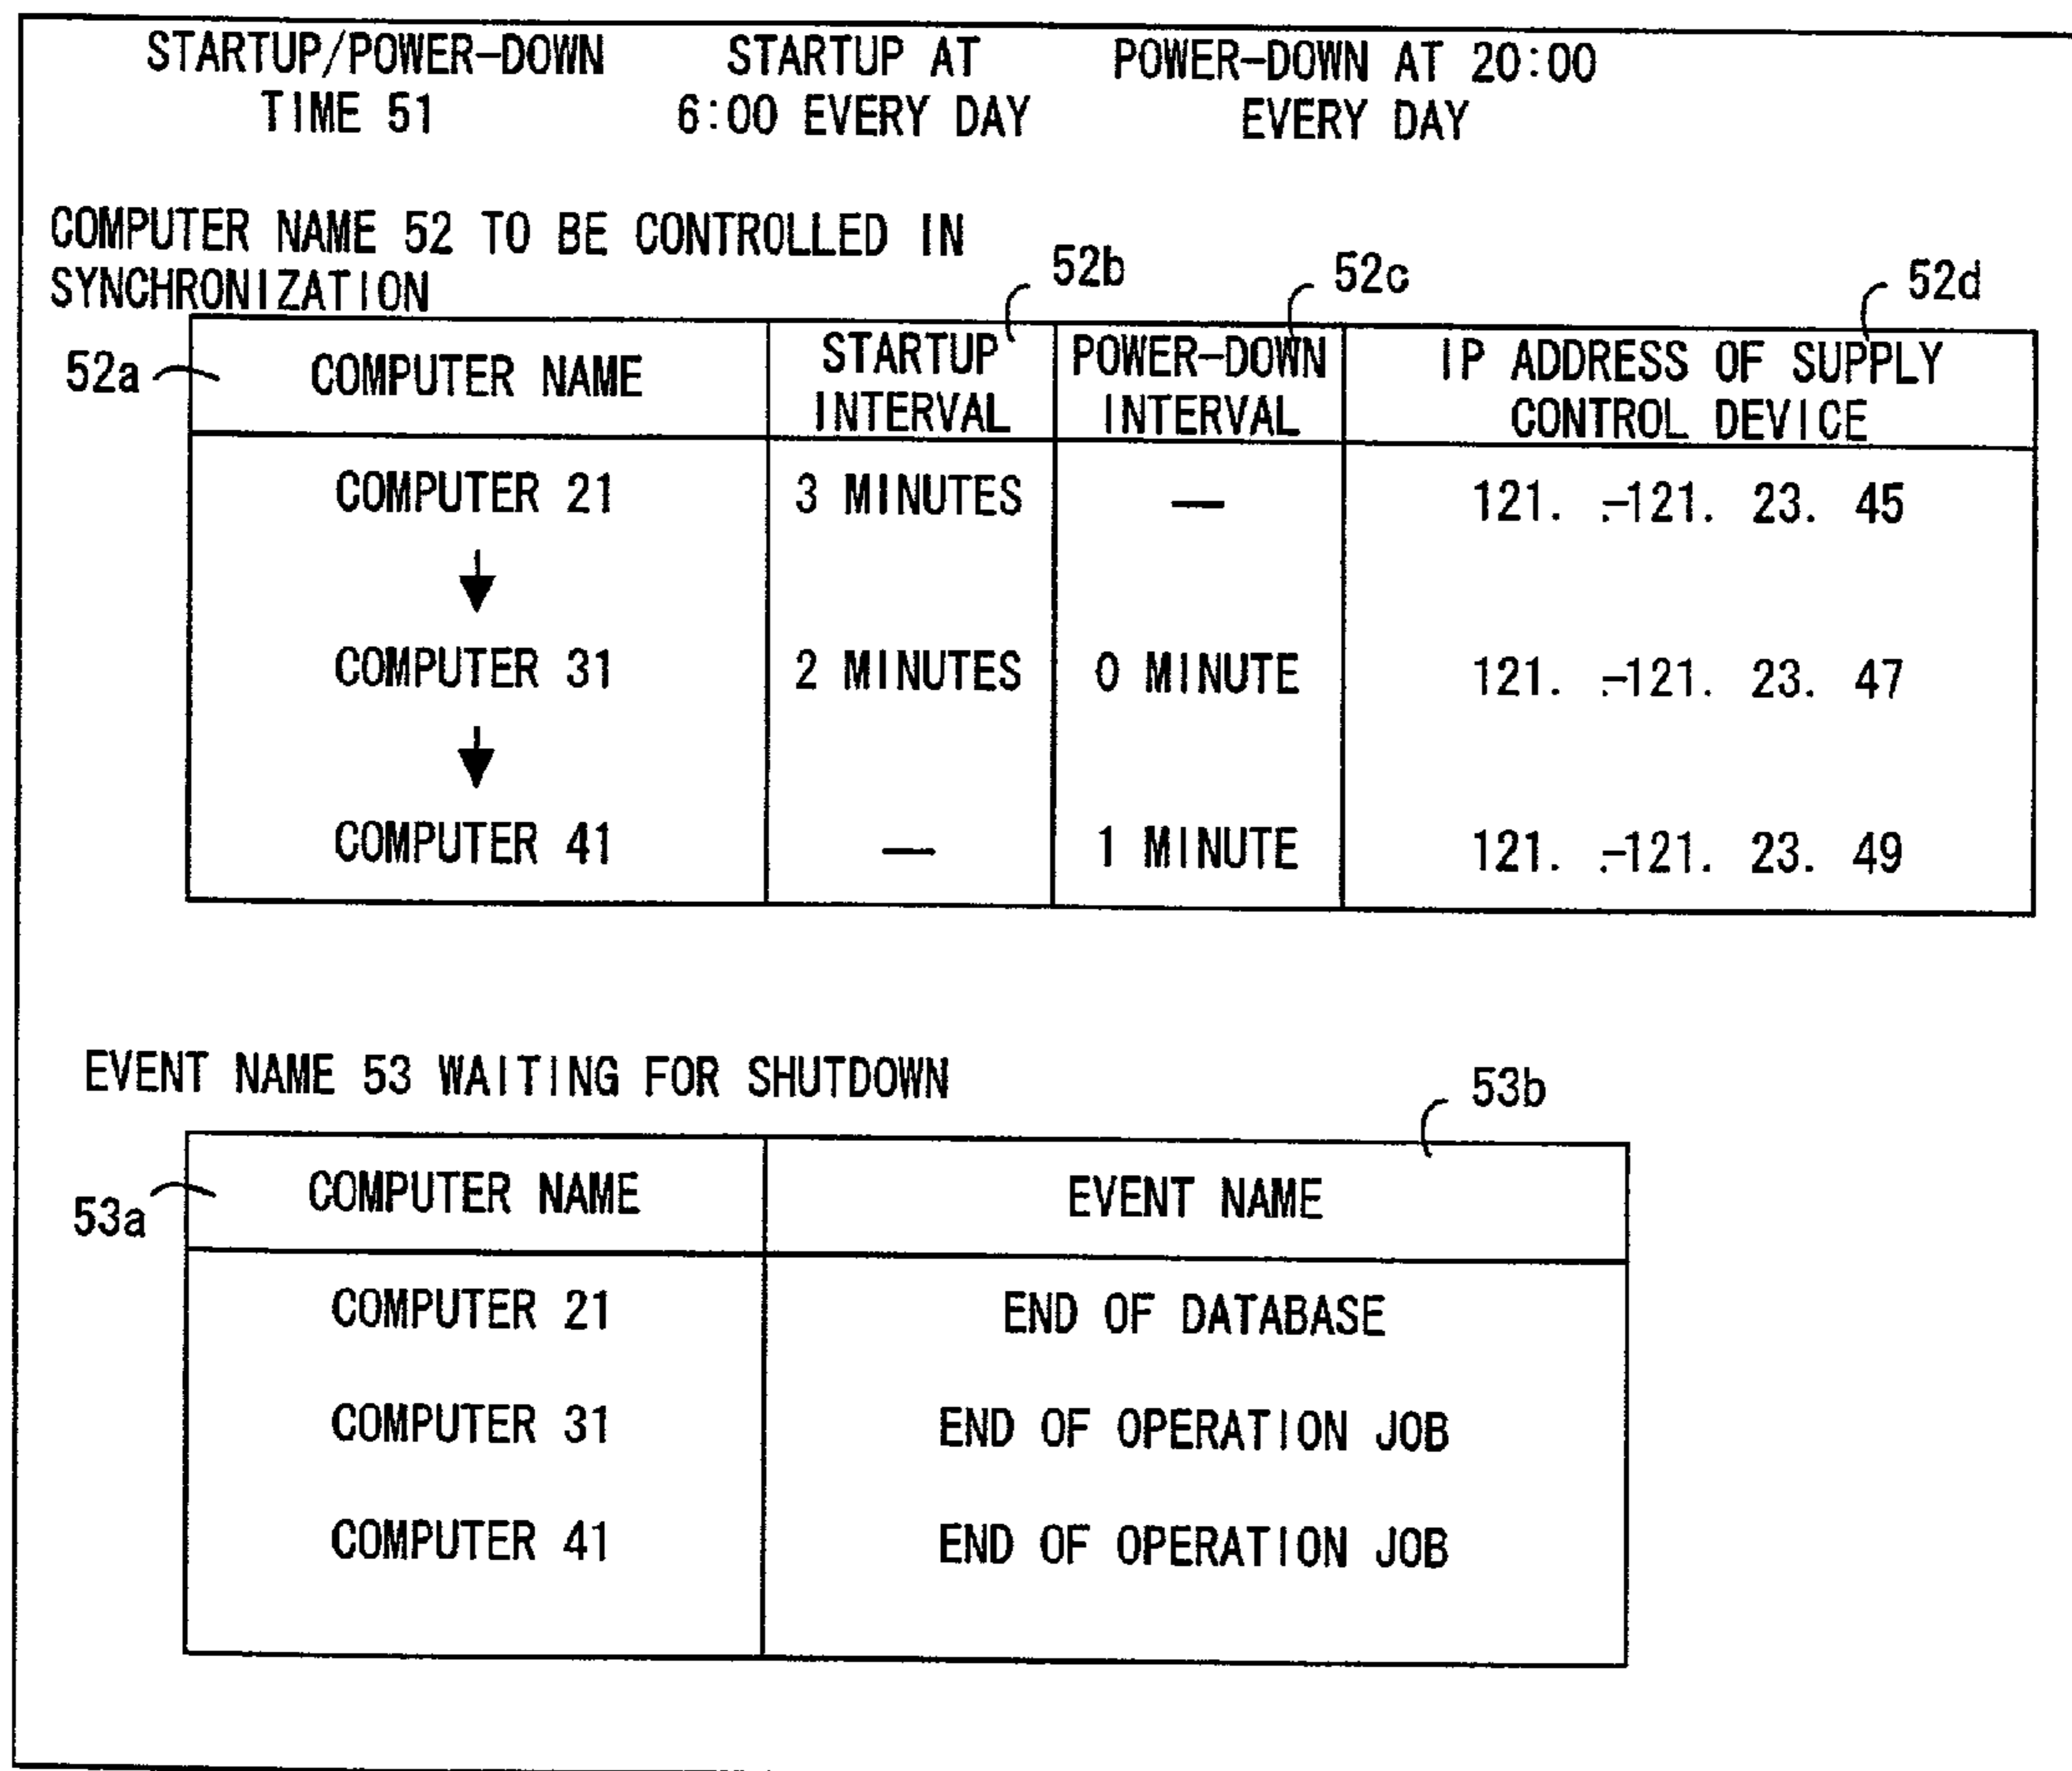 STARTUP/POWER-DOWN TIME 51
STARTUP AT 6:00 EVERY DAY
POWER-DOWN AT 20:00 EVERY DAY
COMPUTER NAME 52 TO BE CONTROLLED IN
SYNCHRONIZATION
52b
52c
52d
52a
COMPUTER NAME
STARTUP INTERVAL
POWER-DOWN INTERVAL
IP ADDRESS OF SUPPLY CONTROL DEVICE
COMPUTER 21 3 MINUTES — 121. .-121. 23. 45
COMPUTER 31 2 MINUTES 0 MINUTE 121. .-121. 23. 47
COMPUTER 41 — 1 MINUTE 121. .-121. 23. 49
EVENT NAME 53 WAITING FOR SHUTDOWN
53b
53a
COMPUTER NAME EVENT NAME
COMPUTER 21 END OF DATABASE
COMPUTER 31 END OF OPERATION JOB
COMPUTER 41 END OF OPERATION JOB